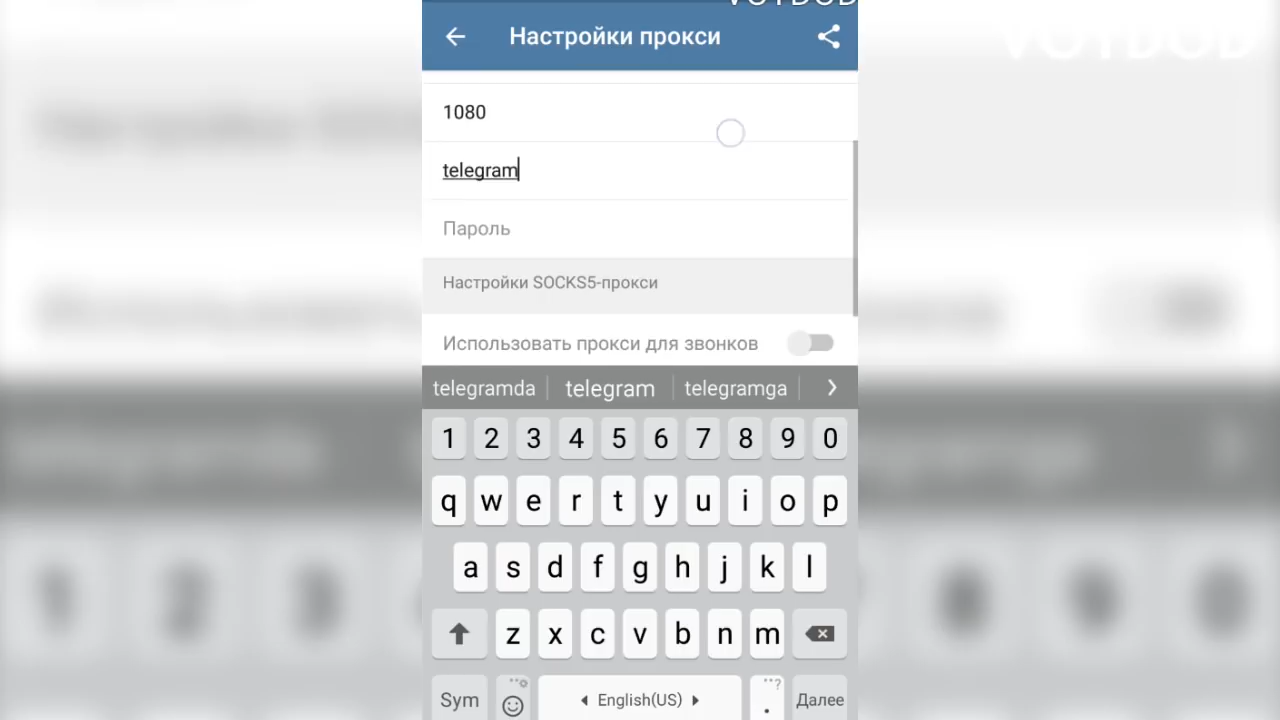 VOYDOD
Настройки прокси
1080
telegram
Пароль
Настройки SOCKS5-прокси
Использовать прокси для звонков
telegramda telegram telegramga
1 2 3 4 5 6 7 8 9 0
q w e r t y u i o p
a s d f g h j k l
z x c v b n m
Sym English(US) . Далее